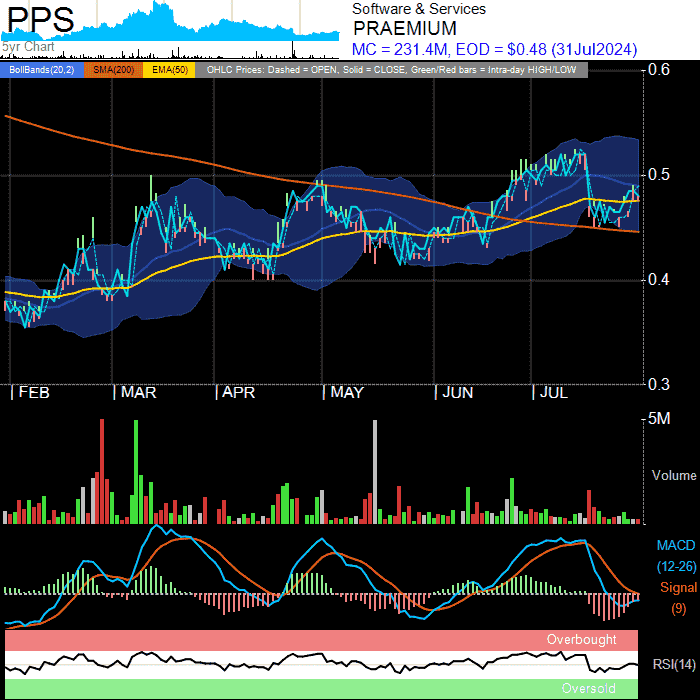 PPS
Software & Services
PRAEMIUM
5yr Chart
MC = 231.4M, EOD = $0.48 (31Jul2024)
BollBands(20,2) SMA(200) EMA(50) OHLC Prices: Dashed = OPEN, Solid = CLOSE, Green/Red bars = Intra-day HIGH/LOW
0.6
0.5
0.4
0.3
FEB MAR APR MAY JUN JUL
5M
Volume
MACD
(12-26)
Signal
(9)
Overbought
RSI(14)
Oversold